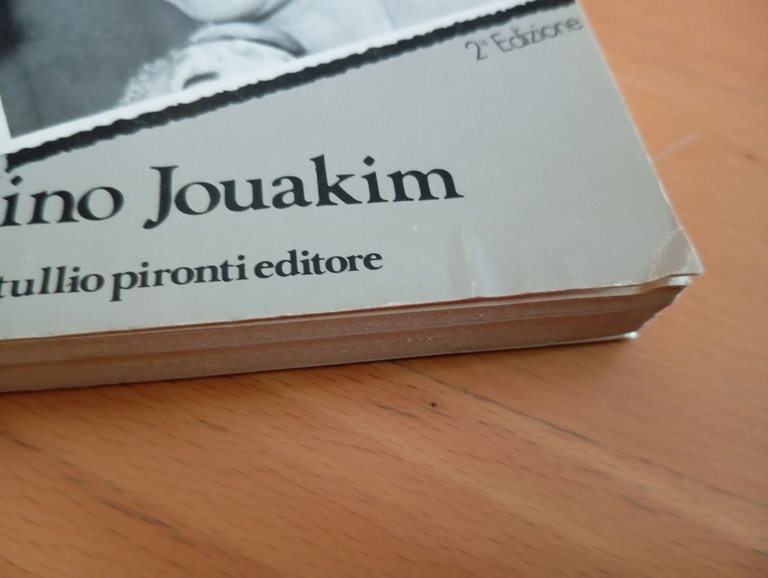 2ª Edizione
ino Jouakim
tullio pironti editore